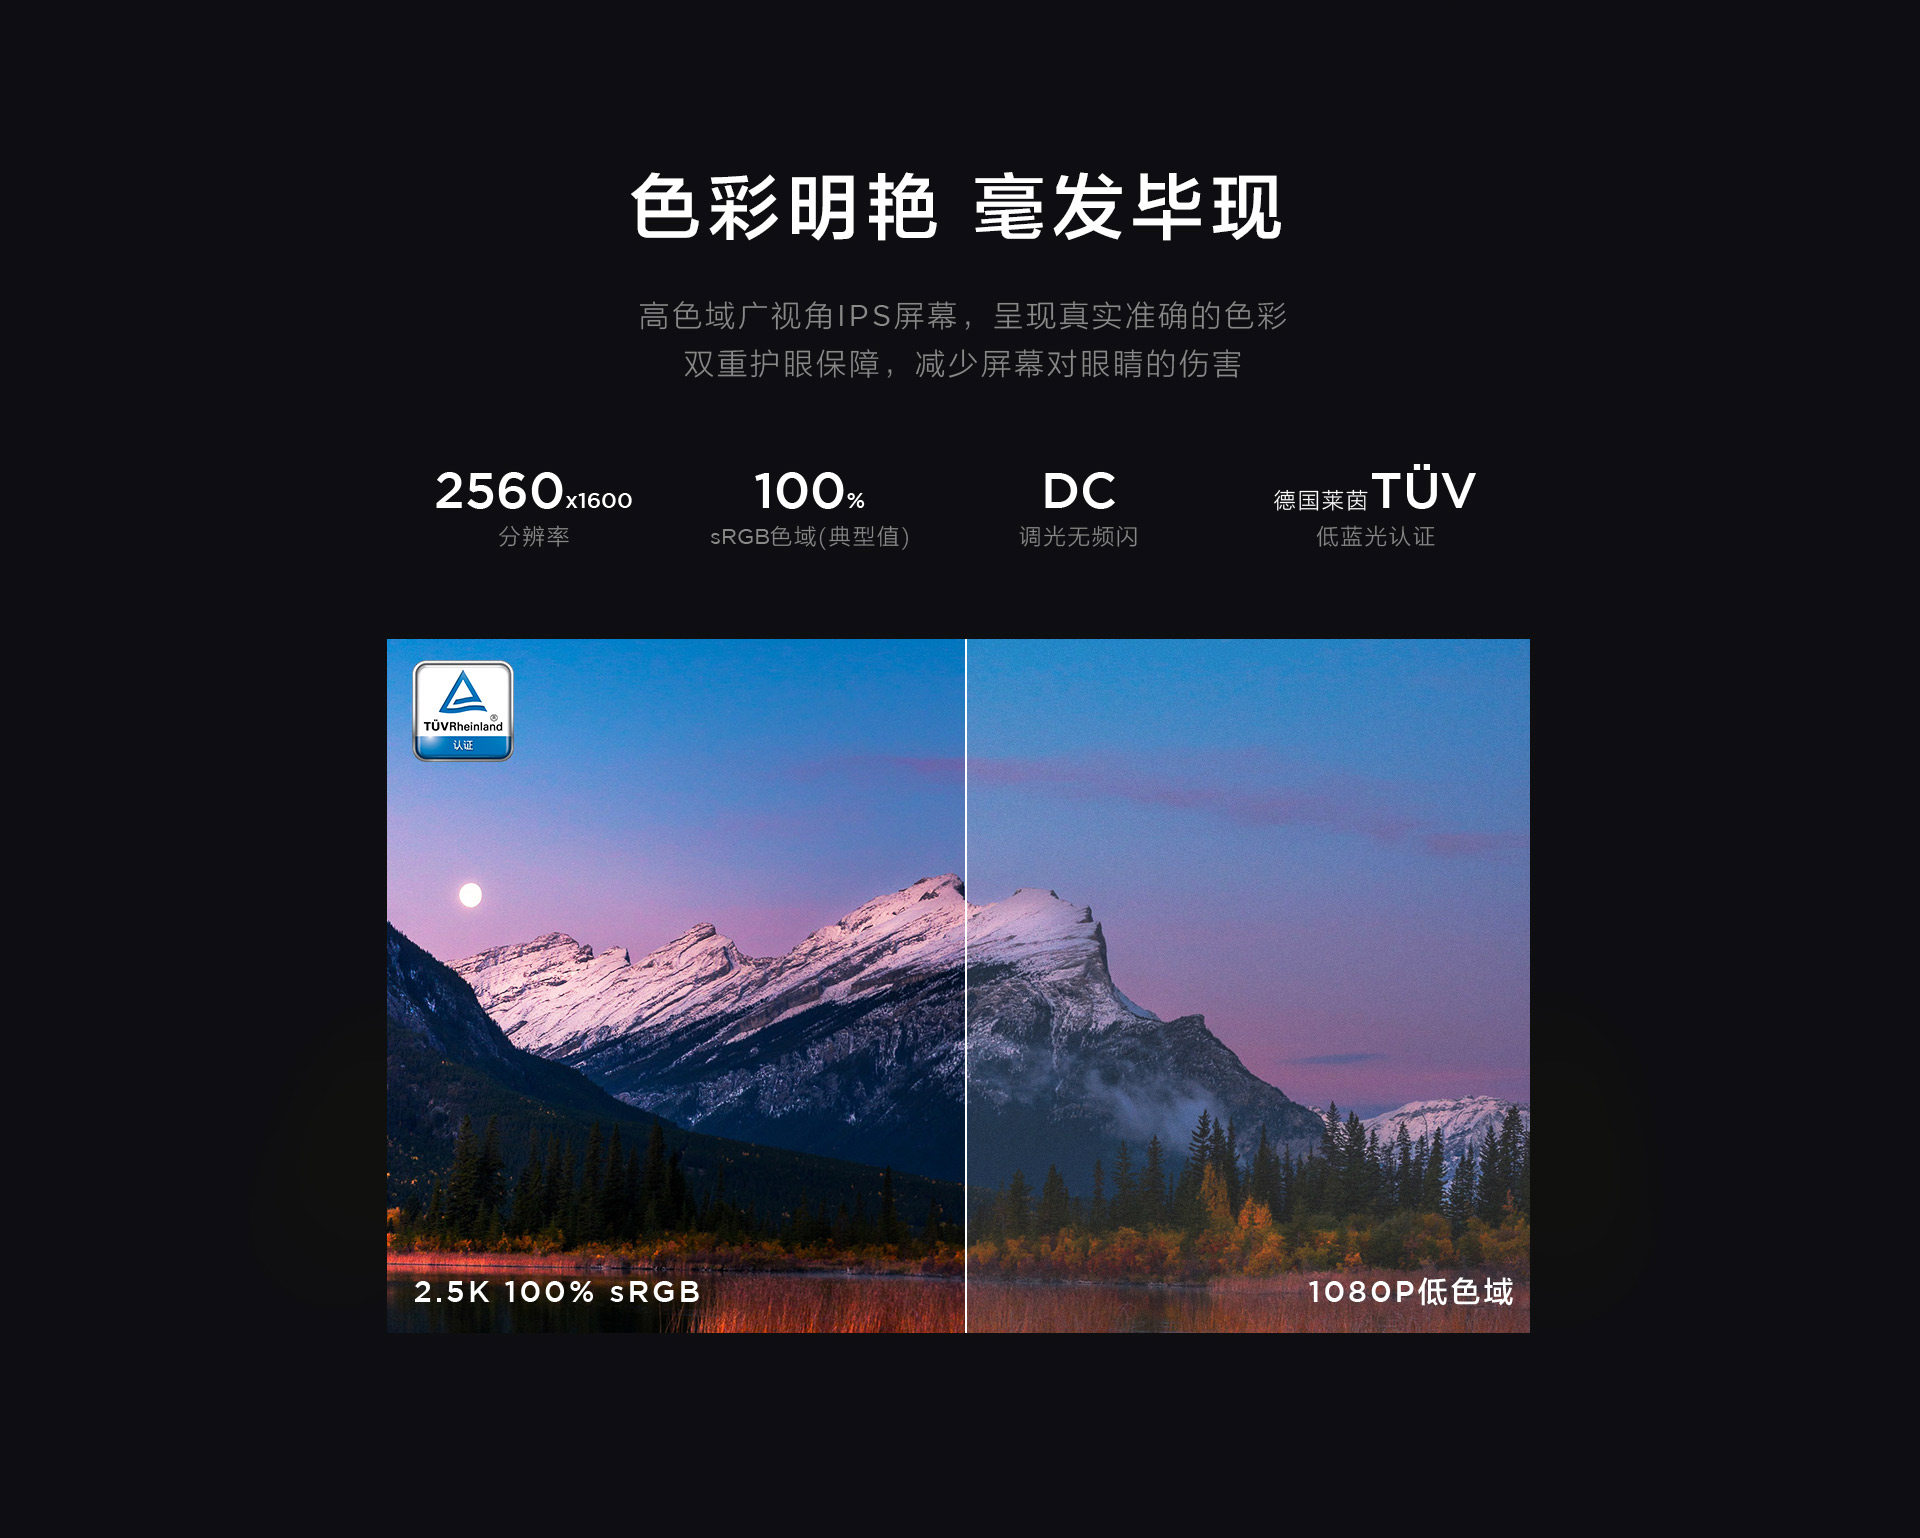 色彩明艳 毫发毕现
高色域广视角IPS屏幕，呈现真实准确的色彩
双重护眼保障，减少屏幕对眼睛的伤害
2560x1600
分辨率
100%
sRGB色域(典型值)
DC
调光无频闪
德国莱茵TÜV
低蓝光认证
TÜVRheinland®
认证
2.5K 100% sRGB
1080P低色域